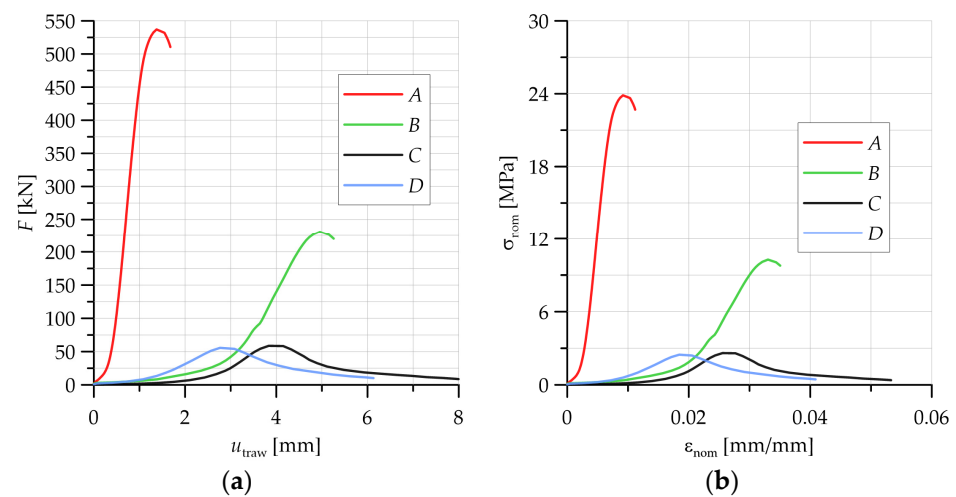 550
500
450
400
350
300
250
200
150
100
50
0
F [kN]
A
B
C
D
0 2 4 6 8
u_traw [mm]
(a)
30
24
18
12
6
0
σ_rom [MPa]
A
B
C
D
0 0.02 0.04 0.06
ε_nom [mm/mm]
(b)